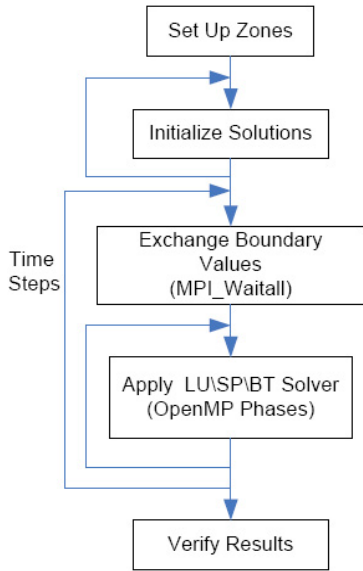 Set Up Zones
Initialize Solutions
Time
Steps
Exchange Boundary
Values
(MPI_Waitall)
Apply LU\SP\BT Solver
(OpenMP Phases)
Verify Results